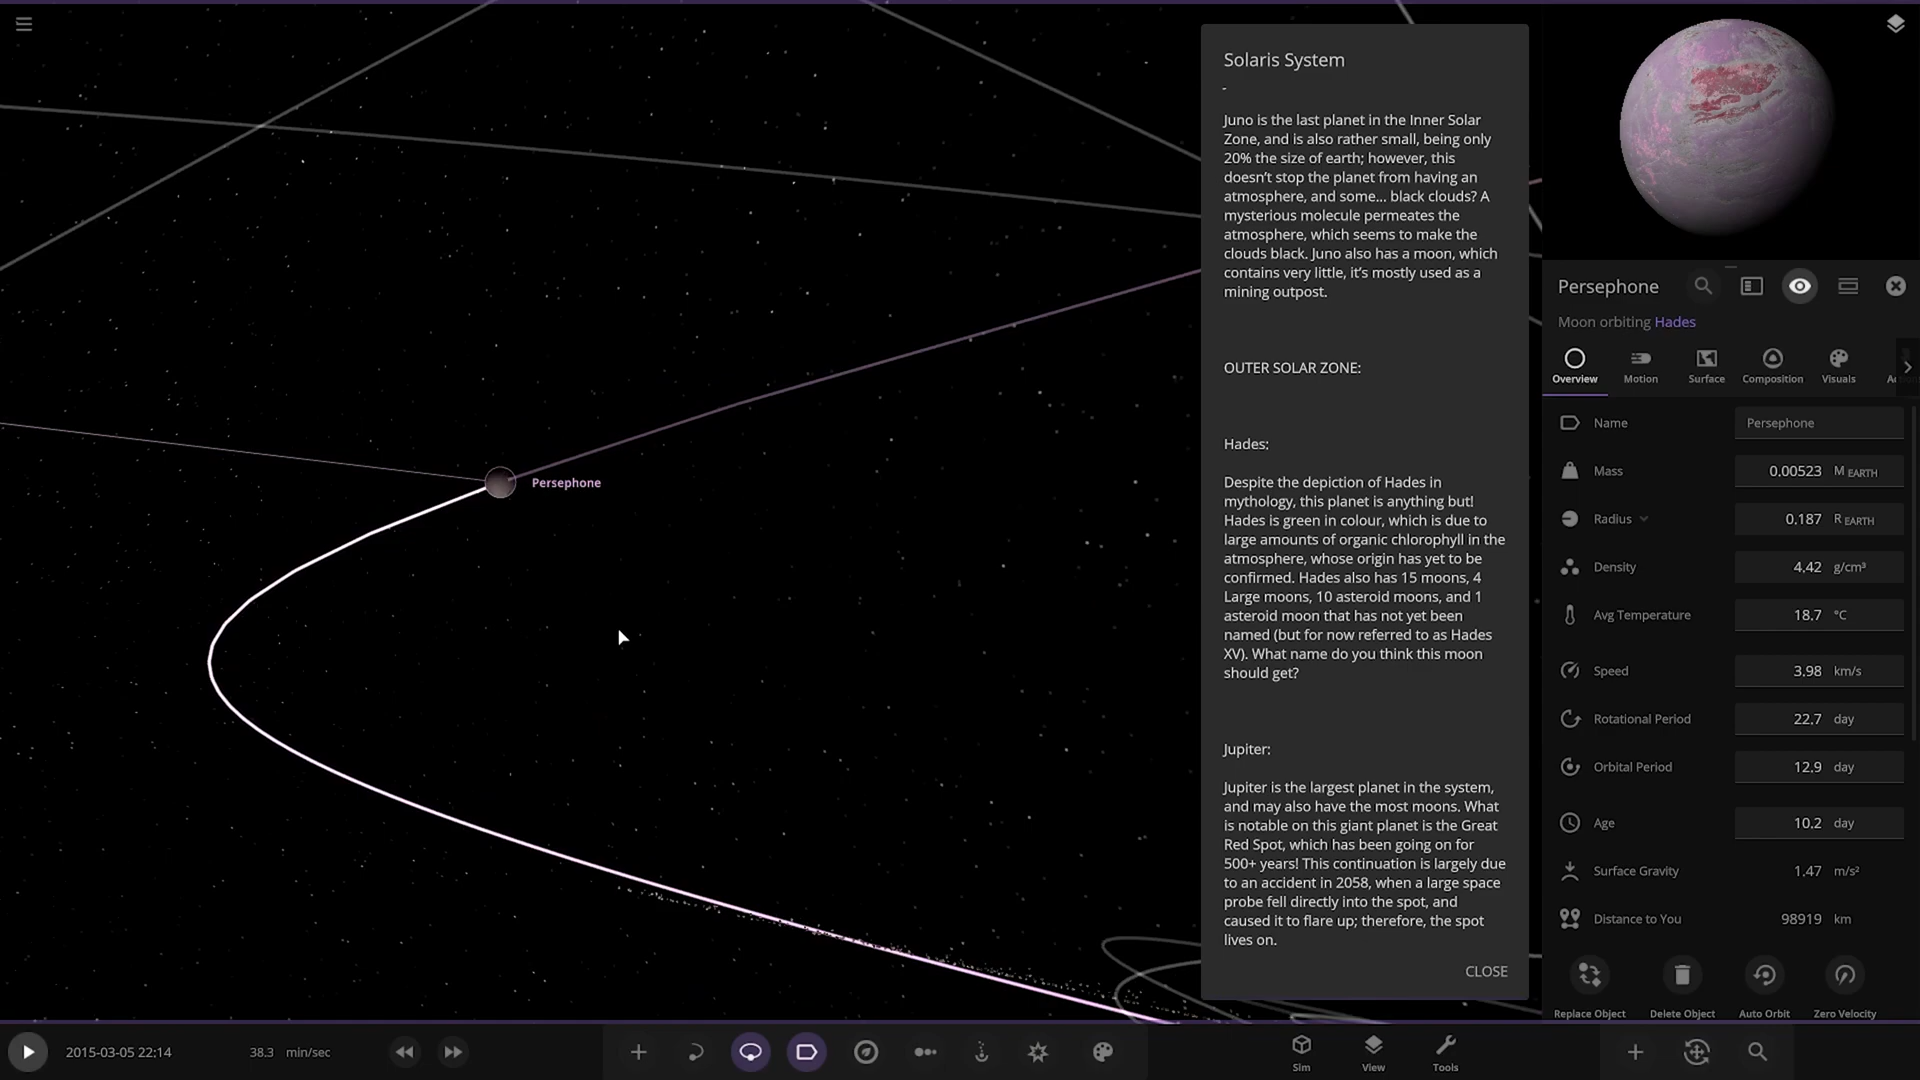 Solaris System
-
Juno is the last planet in the Inner Solar
Zone, and is also rather small, being only
20% the size of earth; however, this
doesn't stop the planet from having an
atmosphere, and some... black clouds? A
mysterious molecule permeates the
atmosphere, which seems to make the
clouds black. Juno also has a moon, which
contains very little, it's mostly used as a
mining outpost.
OUTER SOLAR ZONE:
Hades:
Despite the depiction of Hades in
mythology, this planet is anything but!
Hades is green in colour, which is due to
large amounts of organic chlorophyll in the
atmosphere, whose origin has yet to be
confirmed. Hades also has 15 moons, 4
Large moons, 10 asteroid moons, and 1
asteroid moon that has not yet been
named (but for now referred to as Hades
XV). What name do you think this moon
should get?
Jupiter:
Jupiter is the largest planet in the system,
and may also have the most moons. What
is notable on this giant planet is the Great
Red Spot, which has been going on for
500+ years! This continuation is largely due
to an accident in 2058, when a large space
probe fell directly into the spot, and
caused it to flare up; therefore, the spot
lives on.
CLOSE
Persephone
Persephone
Moon orbiting Hades
Overview Motion Surface Composition Visuals
Name Persephone
Mass 0,00523 M EARTH
Radius 0,187 R EARTH
Density 4,42 g/cm³
Avg Temperature 18,7 °C
Speed 3,98 km/s
Rotational Period 22,7 day
Orbital Period 12,9 day
Age 10,2 day
Surface Gravity 1,47 m/s²
Distance to You 98919 km
Replace Object Delete Object Auto Orbit Zero Velocity
2015-03-05 22:14 38.3 min/sec
Sim View Tools